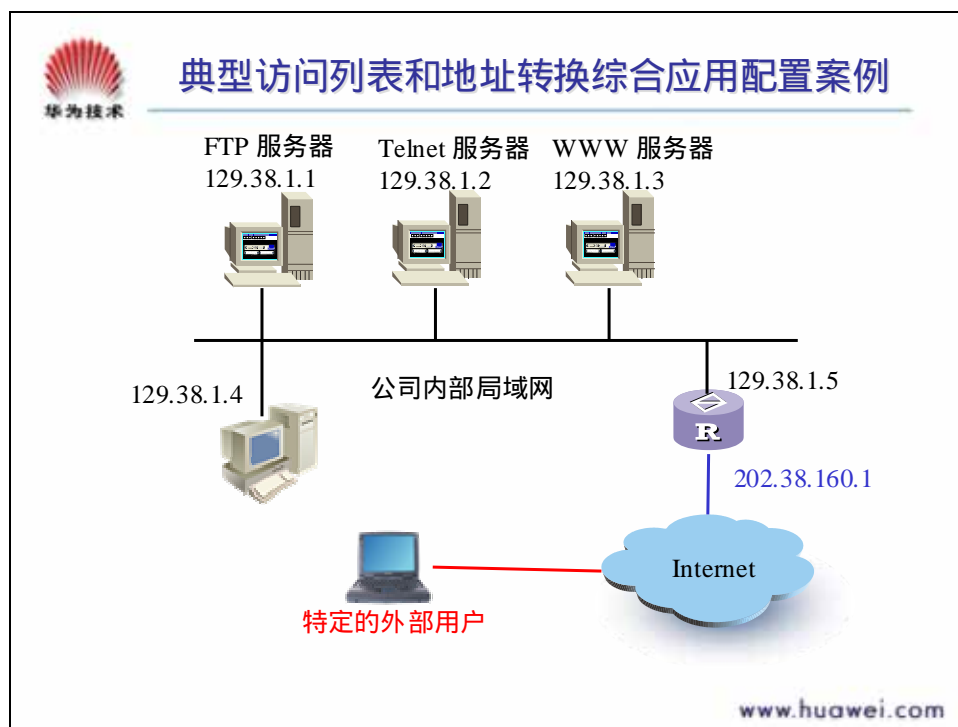 华为技术
典型访问列表和地址转换综合应用配置案例
FTP 服务器
129.38.1.1
Telnet 服务器
129.38.1.2
WWW 服务器
129.38.1.3
129.38.1.4
公司内部局域网
129.38.1.5
R
202.38.160.1
Internet
特定的外部用户
www.huawei.com